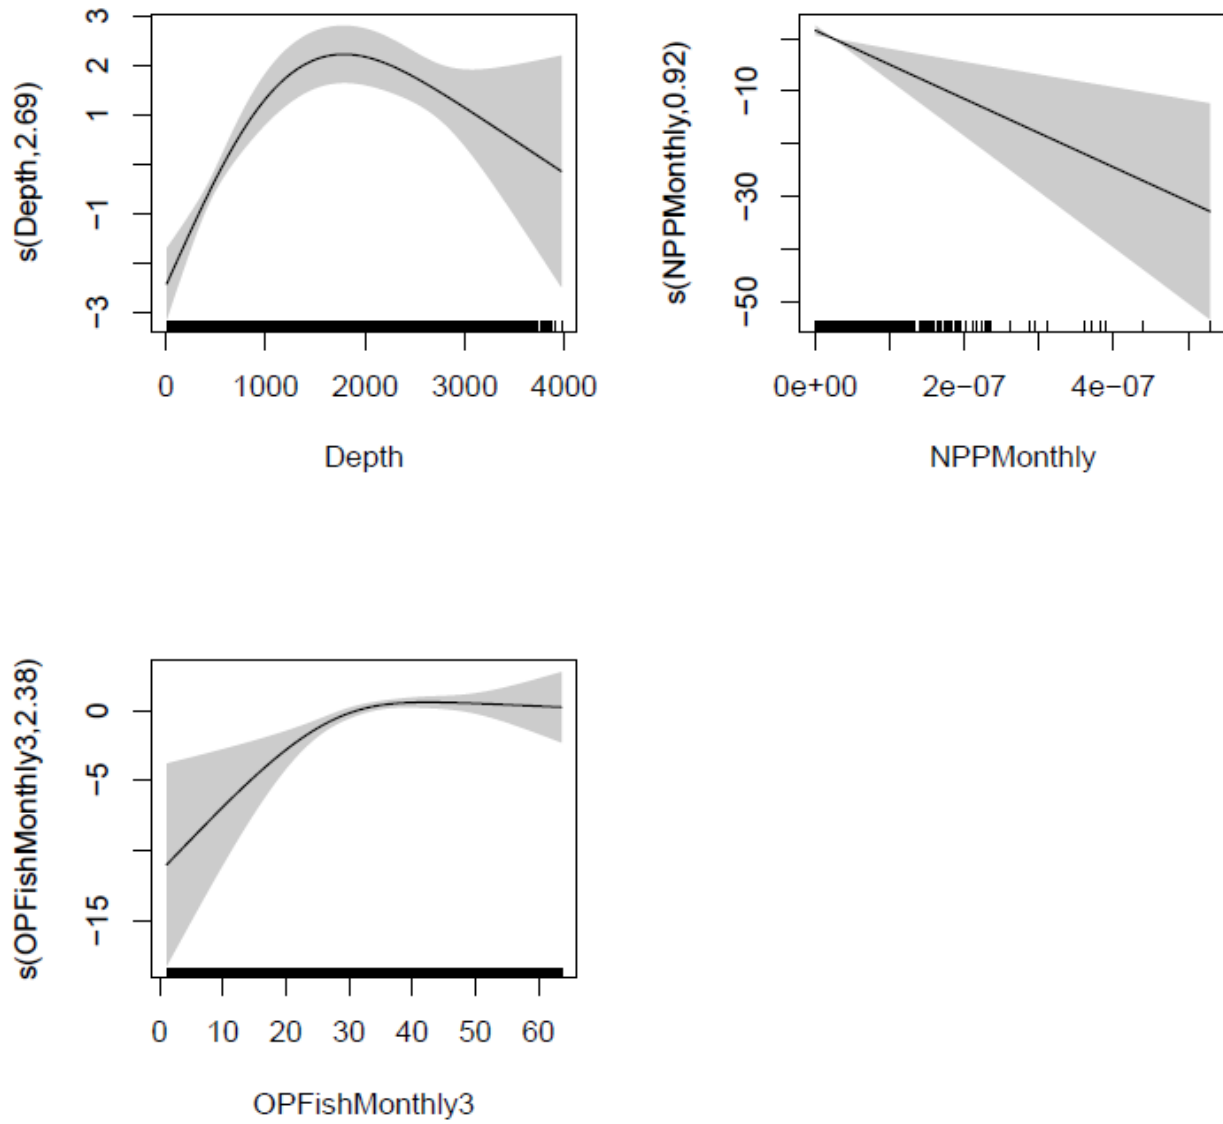 s(Depth,2.69)
3
2
1
−1
−3
0 1000 2000 3000 4000
Depth
s(NPPMonthly,0.92)
−10
−30
−50
0e+00 2e−07 4e−07
NPPMonthly
s(OPFishMonthly3,2.38)
0
−5
−15
0 10 20 30 40 50 60
OPFishMonthly3